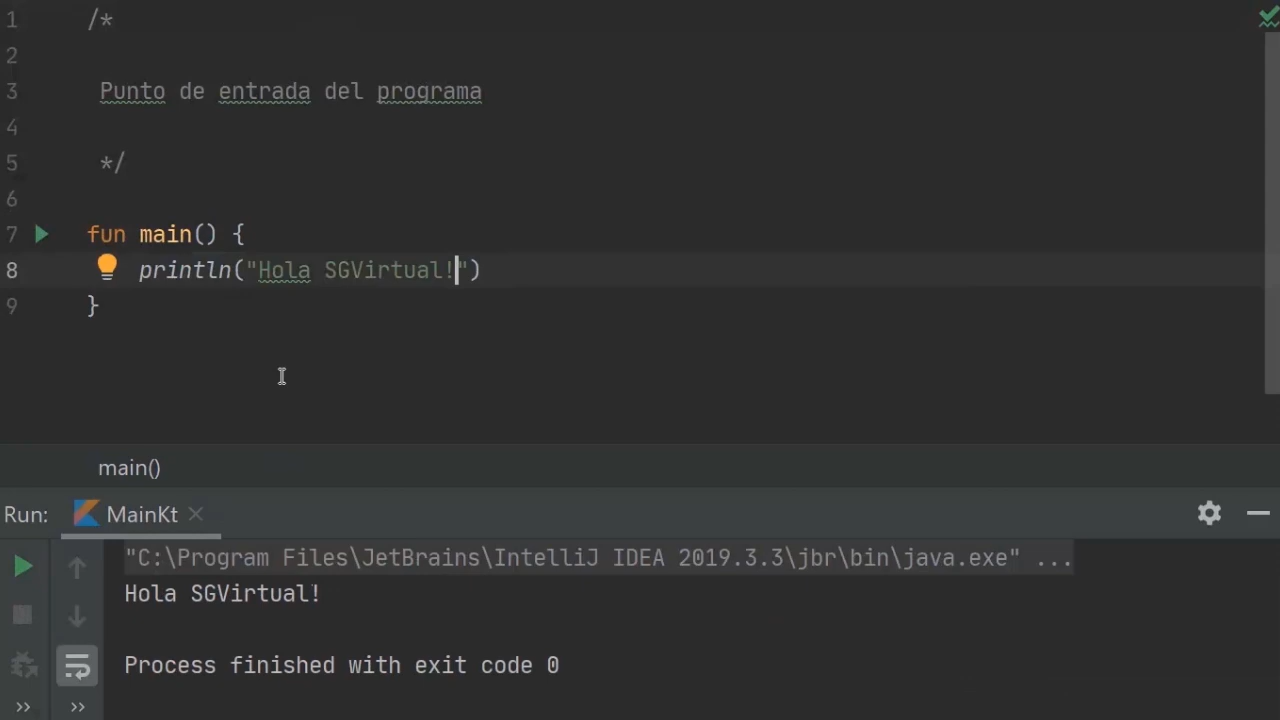 1 /*
2
3 Punto de entrada del programa
4
5 */
6
7 fun main() {
8 println("Hola SGVirtual!")
9 }
main()
Run: MainKt
"C:\Program Files\JetBrains\IntelliJ IDEA 2019.3.3\jbr\bin\java.exe" ...
Hola SGVirtual!
Process finished with exit code 0